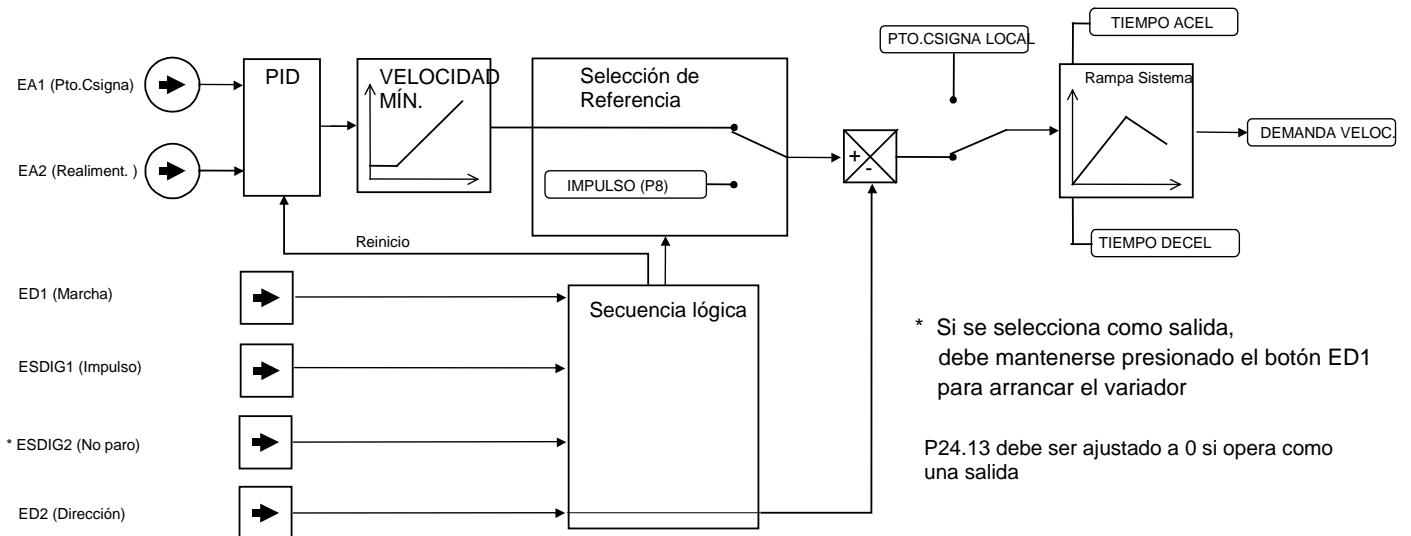 TIEMPO ACEL
PTO.CSIGNA LOCAL
EA1 (Pto.Csigna)
PID
VELOCIDAD
MÍN.
Selección de
Referencia
Rampa Sistema
+
-
DEMANDA VELOC.
EA2 (Realiment. )
IMPULSO (P8)
Reinicio
TIEMPO DECEL
ED1 (Marcha)
Secuencia lógica
ESDIG1 (Impulso)
* ESDIG2 (No paro)
ED2 (Dirección)
* Si se selecciona como salida,
debe mantenerse presionado el botón ED1
para arrancar el variador
P24.13 debe ser ajustado a 0 si opera como
una salida